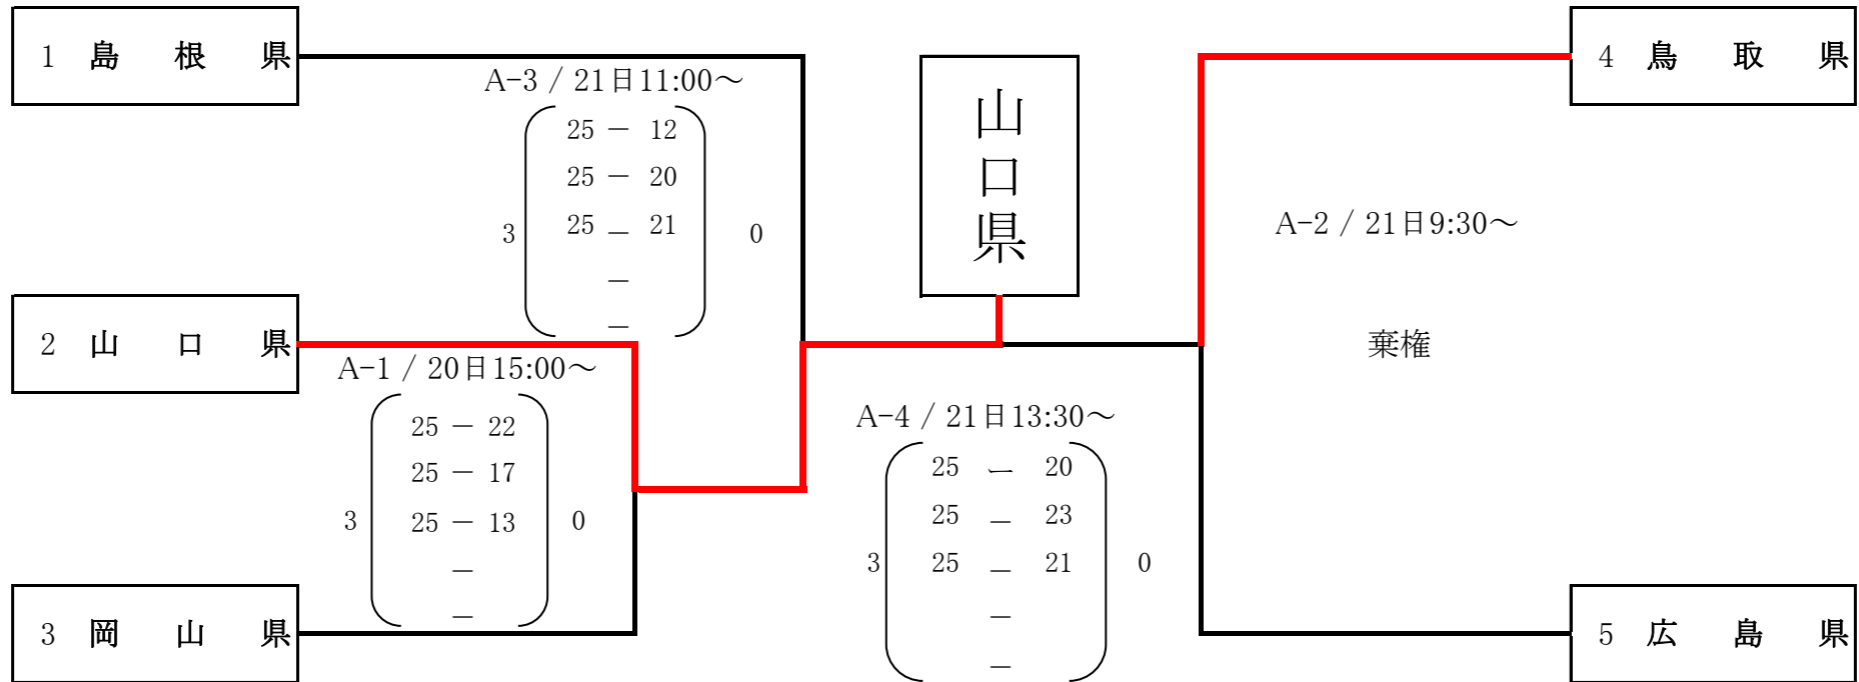 1 島 根 県
A-3 / 21日11:00～
25 － 12
25 － 20
25 － 21
－
－
3
0
2 山 口 県
A-1 / 20日15:00～
25 － 22
25 － 17
25 － 13
－
－
3
0
3 岡 山 県
山口県
A-4 / 21日13:30～
25 － 20
25 － 23
25 － 21
－
－
3
0
4 鳥 取 県
A-2 / 21日9:30～
棄権
5 広 島 県